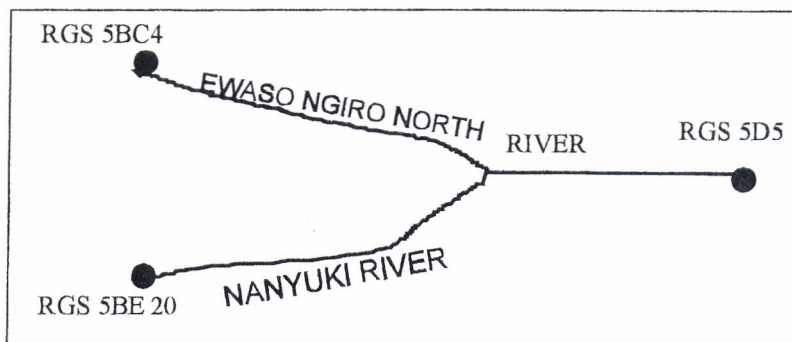 RGS 5BC4
EWASO NGIRO NORTH
RIVER
RGS 5D5
NANYUKI RIVER
RGS 5BE 20